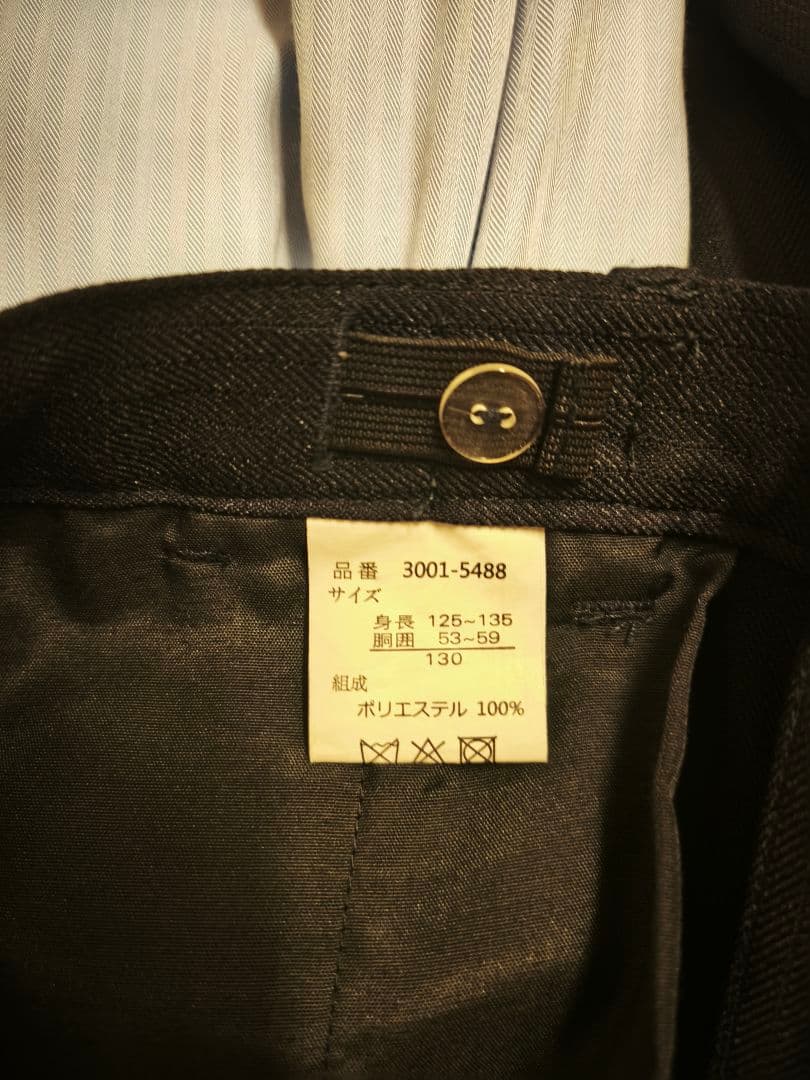 品番 3001-5488
サイズ
身長 125~135
胴囲 53~59
130
組成
ポリエステル 100%